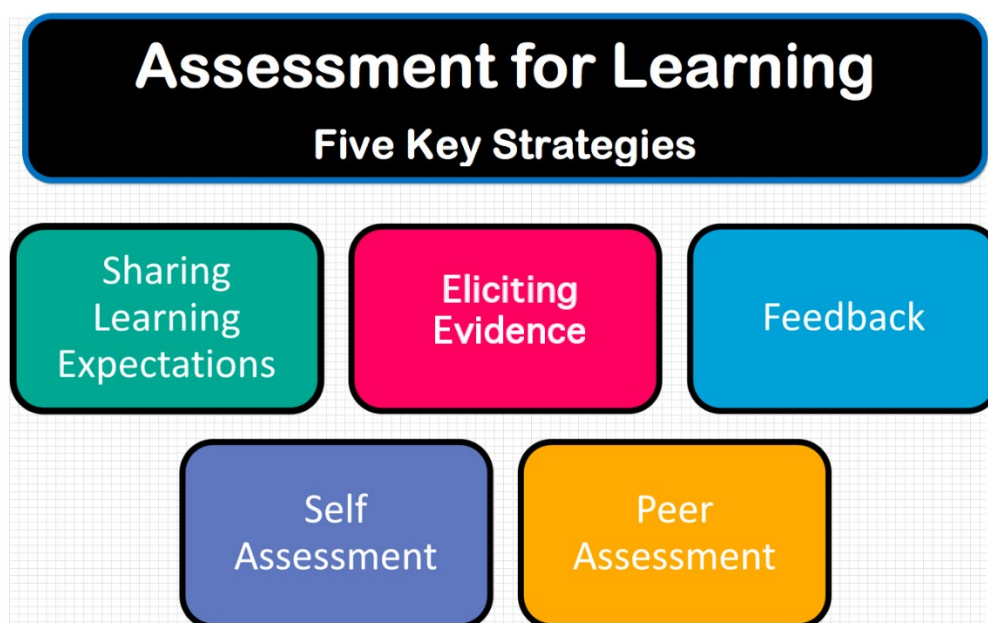 Assessment for Learning
Five Key Strategies
Sharing
Learning
Expectations
Eliciting
Evidence
Feedback
Self
Assessment
Peer
Assessment